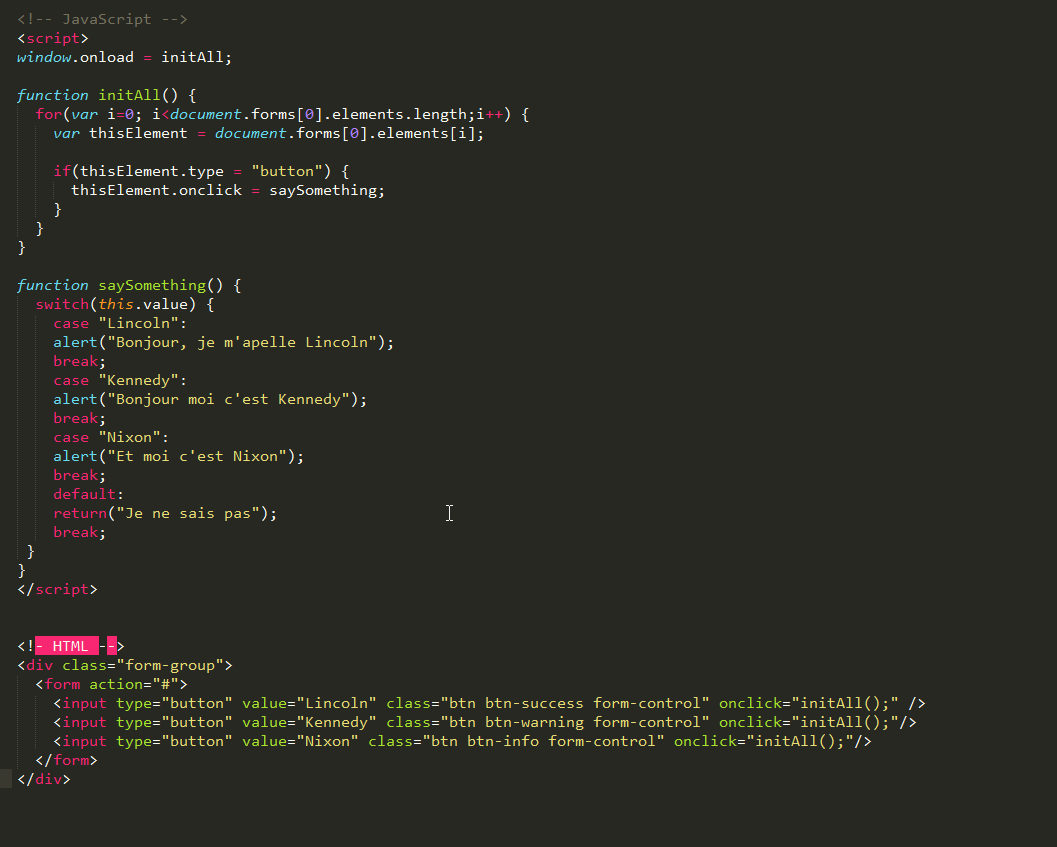 <!-- JavaScript -->
<script>
window.onload = initAll;
function initAll() {
for(var i=0; i<document.forms[0].elements.length;i++) {
var thisElement = document.forms[0].elements[i];
if(thisElement.type = "button") {
thisElement.onclick = saySomething;
}
}
}
function saySomething() {
switch(this.value) {
case "Lincoln":
alert("Bonjour, je m'apelle Lincoln");
break;
case "Kennedy":
alert("Bonjour moi c'est Kennedy");
break;
case "Nixon":
alert("Et moi c'est Nixon");
break;
default:
return("Je ne sais pas");
break;
}
}
</script>
<!- HTML -->
<div class="form-group">
<form action="#">
<input type="button" value="Lincoln" class="btn btn-success form-control" onclick="initAll();" />
<input type="button" value="Kennedy" class="btn btn-warning form-control" onclick="initAll();"/>
<input type="button" value="Nixon" class="btn btn-info form-control" onclick="initAll();"/>
</form>
</div>